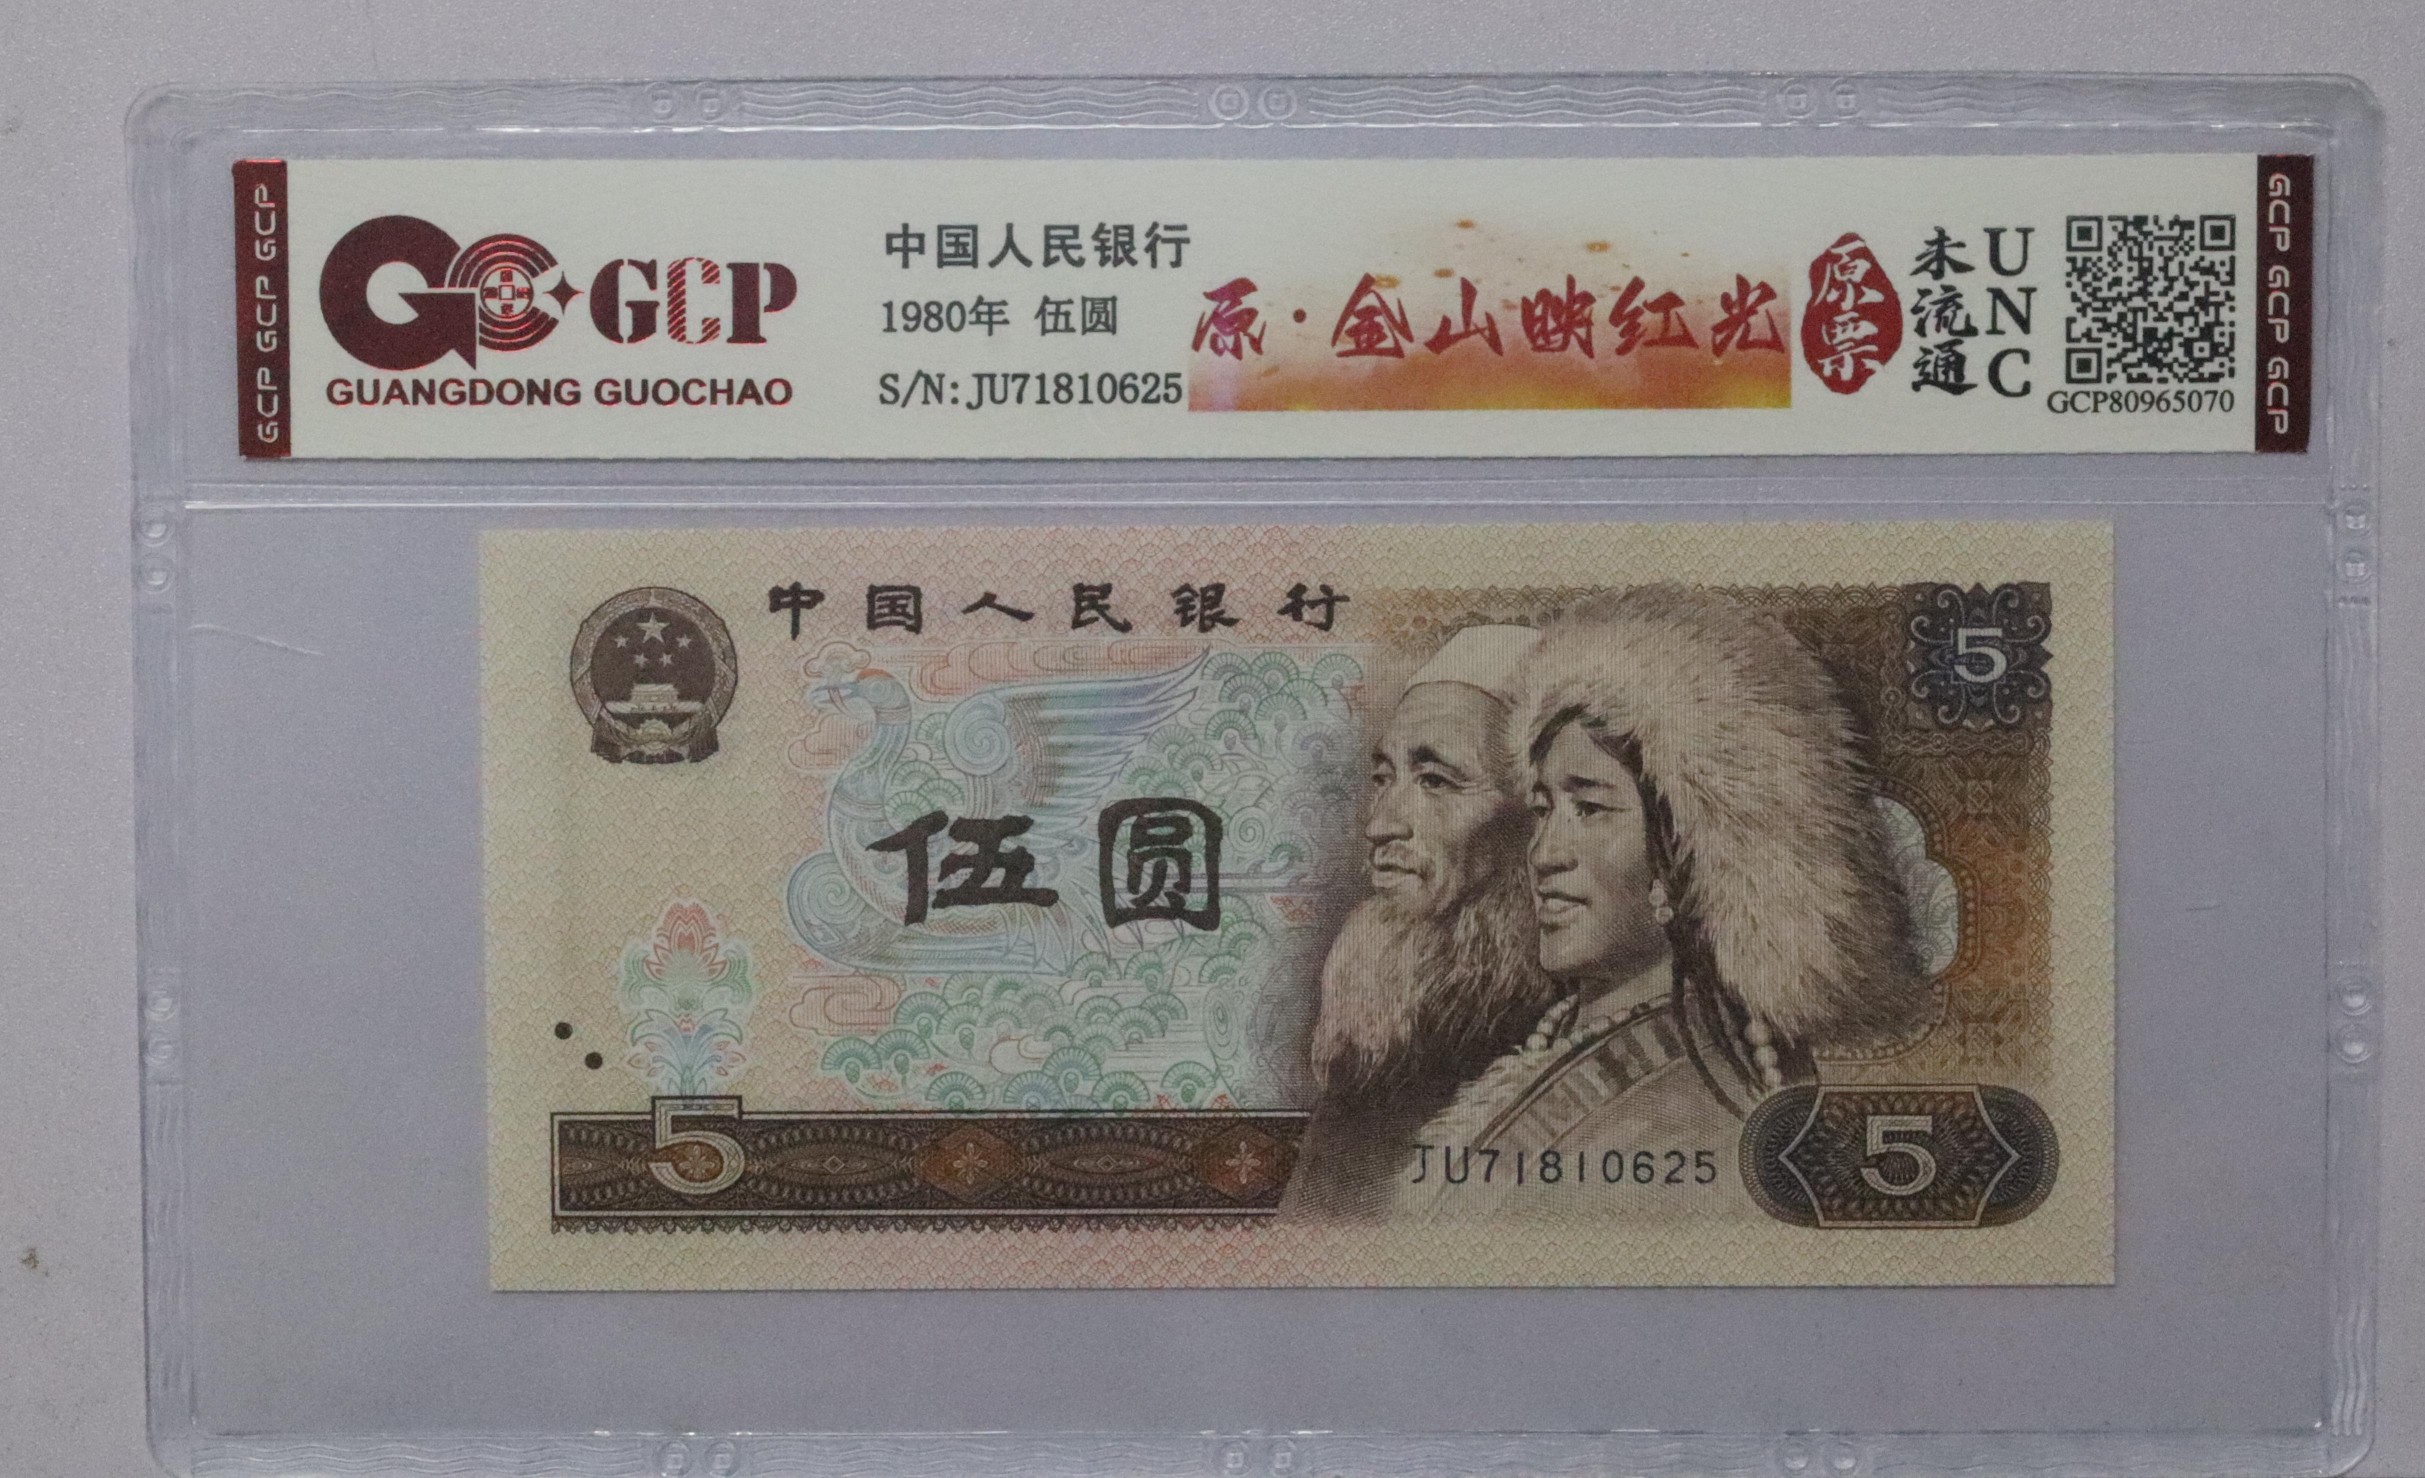 GCP GCP GCP
GCP
GUANGDONG GUOCHAO
中国人民银行
1980年 伍圆
S/N: JU71810625
原·金山映红光
原票
未流通
UNC
GCP80965070
GCP GCP GCP
中国人民银行
5
伍圆
5
JU71810625
5